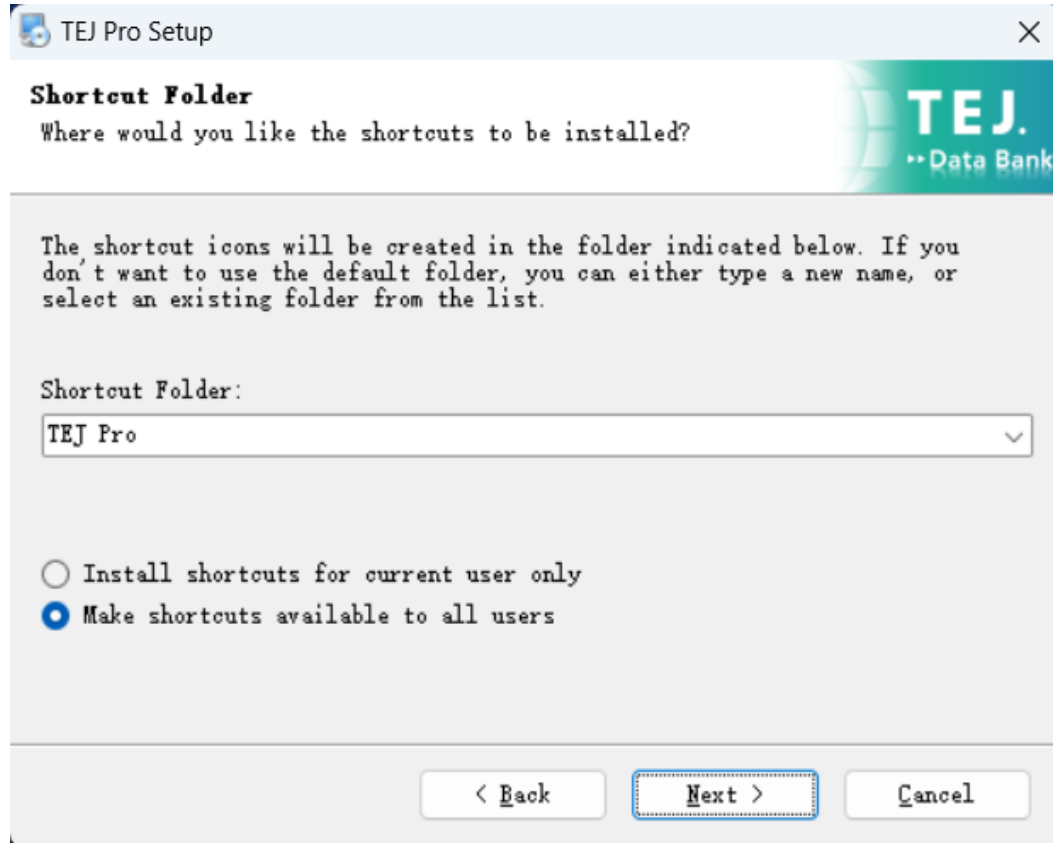 TEJ Pro Setup
Shortcut Folder
Where would you like the shortcuts to be installed?
TEJ.
Data Bank
The shortcut icons will be created in the folder indicated below. If you
don't want to use the default folder, you can either type a new name, or
select an existing folder from the list.
Shortcut Folder:
TEJ Pro
Install shortcuts for current user only
Make shortcuts available to all users
< Back
Next >
Cancel